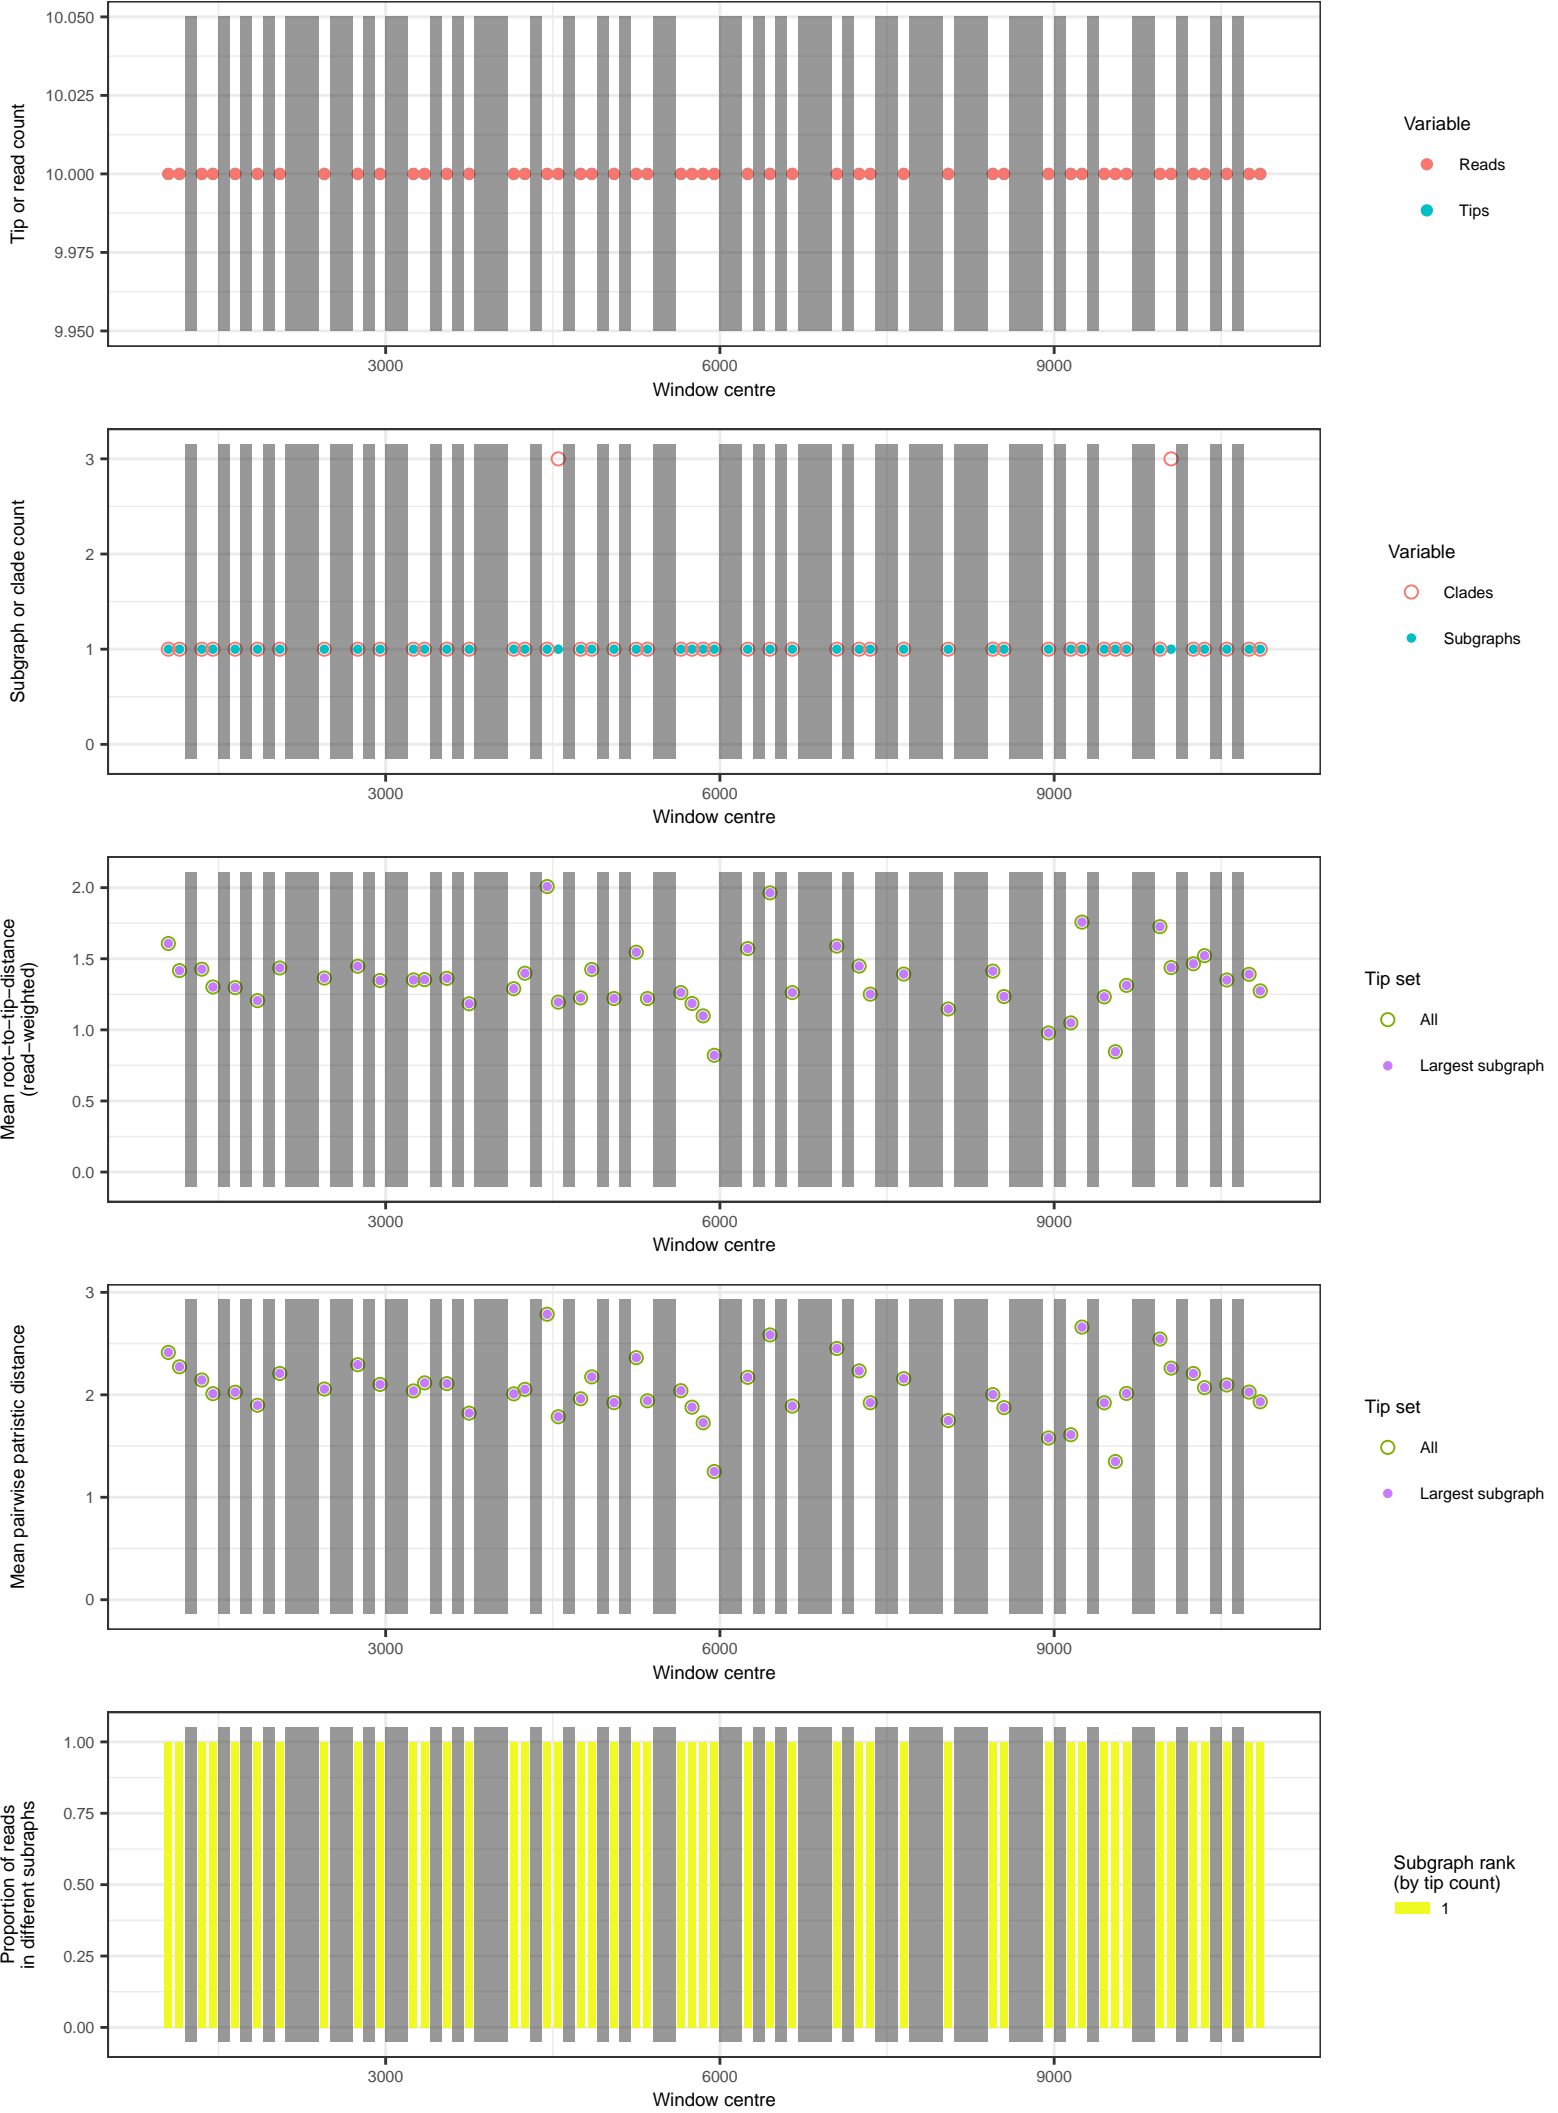 10.050
10.025
10.000
9.975
9.950
Tip or read count
3000
6000
9000
Window centre
Variable
Reads
Tips
3
2
1
0
Subgraph or clade count
3000
6000
9000
Window centre
Variable
Clades
Subgraphs
2.0
1.5
1.0
0.5
0.0
Mean root−to−tip−distance
(read−weighted)
3000
6000
9000
Window centre
Tip set
All
Largest subgraph
3
2
1
0
Mean pairwise patristic distance
3000
6000
9000
Window centre
Tip set
All
Largest subgraph
1.00
0.75
0.50
0.25
0.00
Proportion of reads
in different subraphs
3000
6000
9000
Window centre
Subgraph rank
(by tip count)
1